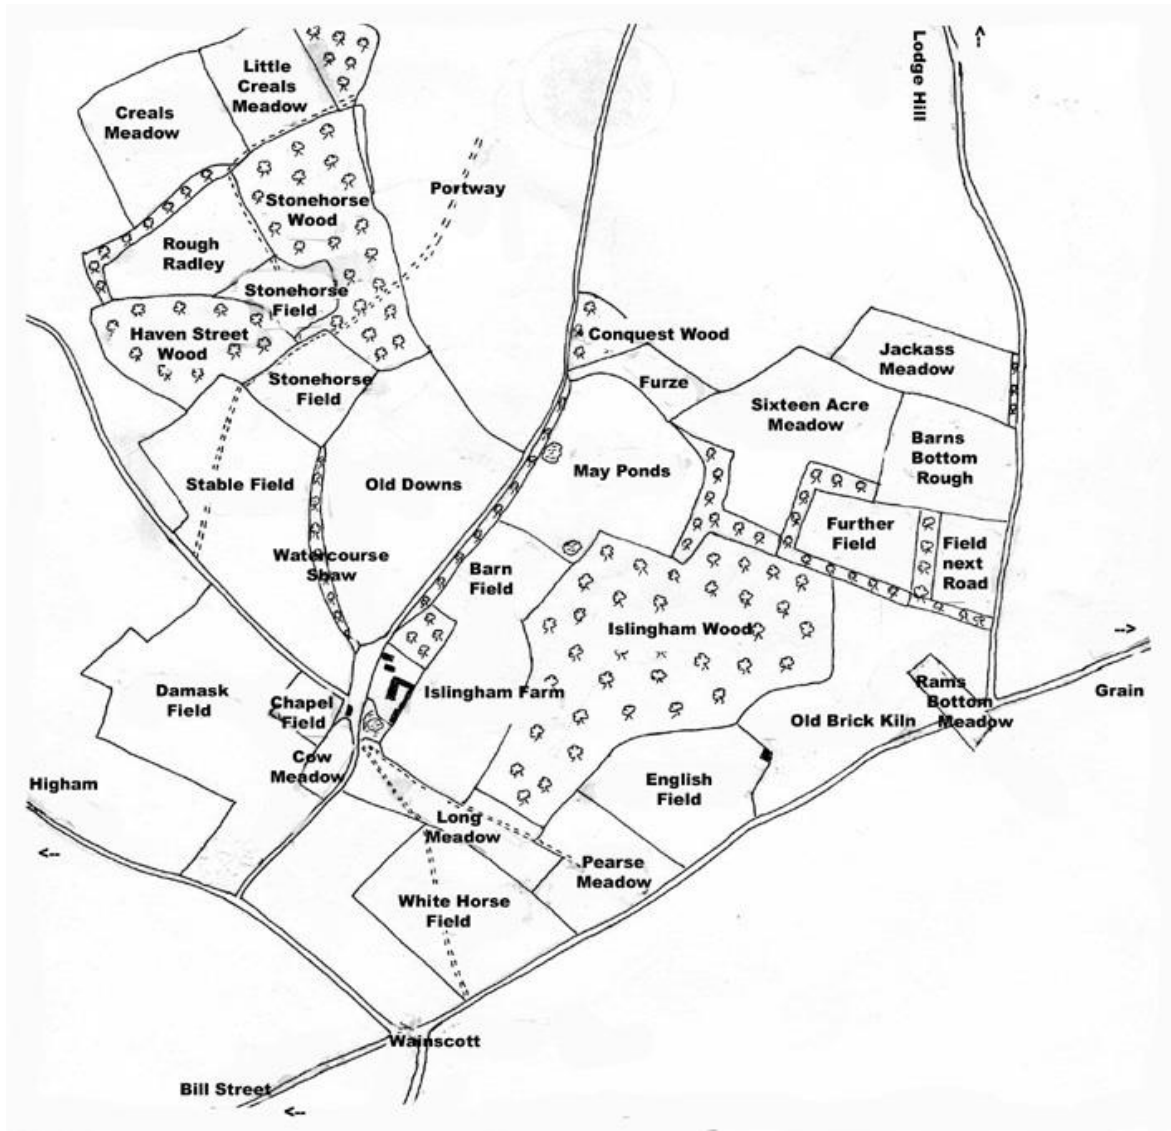 Lodge Hill
<--
Little
Creals
Meadow
Creals
Meadow
Portway
Stonehorse
Wood
Rough
Radley
Stonehorse
Field
Haven Street
Wood
Conquest Wood
Jackass
Meadow
Stonehorse
Field
Furze
Sixteen Acre
Meadow
Barns
Bottom
Rough
Stable Field
Old Downs
May Ponds
Further
Field
Field
next
Road
Watercourse
Shaw
Barn
Field
Islingham Wood
-->
Grain
Damask
Field
Chapel
Field
Islingham Farm
Rams
Bottom
Meadow
Old Brick Kiln
Cow
Meadow
English
Field
Higham
<--
Long
Meadow
Pearse
Meadow
White Horse
Field
Wainscott
Bill Street
<--